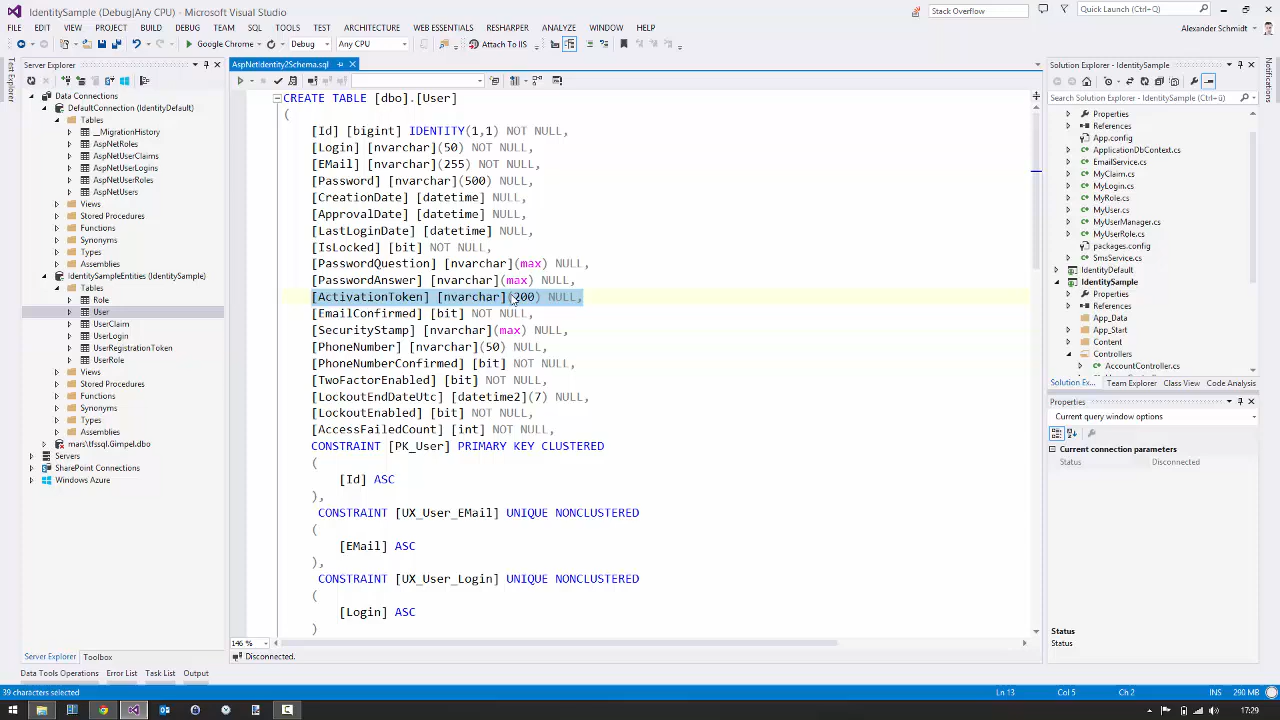 IdentitySample (Debug|Any CPU) - Microsoft Visual Studio
Stack Overflow
Quick Launch (Ctrl+Q)
FILE EDIT VIEW PROJECT BUILD DEBUG TEAM SQL TOOLS TEST ARCHITECTURE WEB ESSENTIALS RESHARPER ANALYZE WINDOW HELP
Alexander Schmidt
Google Chrome
Debug
Any CPU
Attach To IIS
Test Explorer
Server Explorer
Data Connections
DefaultConnection (IdentityDefault)
Tables
__MigrationHistory
AspNetRoles
AspNetUserClaims
AspNetUserLogins
AspNetUserRoles
AspNetUsers
Views
Stored Procedures
Functions
Synonyms
Types
Assemblies
IdentitySampleEntities (IdentitySample)
Tables
Role
User
UserClaim
UserLogin
UserRegistrationToken
UserRole
Views
Stored Procedures
Functions
Synonyms
Types
Assemblies
mars\tfssql.Gimpel.dbo
Servers
SharePoint Connections
Windows Azure
Server Explorer
Toolbox
AspNetIdentity2Schema.sql
CREATE TABLE [dbo].[User]
(
[Id] [bigint] IDENTITY(1,1) NOT NULL,
[Login] [nvarchar](50) NOT NULL,
[EMail] [nvarchar](255) NOT NULL,
[Password] [nvarchar](500) NULL,
[CreationDate] [datetime] NULL,
[ApprovalDate] [datetime] NULL,
[LastLoginDate] [datetime] NULL,
[IsLocked] [bit] NOT NULL,
[PasswordQuestion] [nvarchar](max) NULL,
[PasswordAnswer] [nvarchar](max) NULL,
[ActivationToken] [nvarchar](200) NULL,
[EmailConfirmed] [bit] NOT NULL,
[SecurityStamp] [nvarchar](max) NULL,
[PhoneNumber] [nvarchar](50) NULL,
[PhoneNumberConfirmed] [bit] NOT NULL,
[TwoFactorEnabled] [bit] NOT NULL,
[LockoutEndDateUtc] [datetime2](7) NULL,
[LockoutEnabled] [bit] NOT NULL,
[AccessFailedCount] [int] NOT NULL,
CONSTRAINT [PK_User] PRIMARY KEY CLUSTERED
(
[Id] ASC
),
CONSTRAINT [UX_User_EMail] UNIQUE NONCLUSTERED
(
[EMail] ASC
),
CONSTRAINT [UX_User_Login] UNIQUE NONCLUSTERED
(
[Login] ASC
)
146 %
Disconnected.
Solution Explorer - IdentitySample
Search Solution Explorer - IdentitySample (Ctrl+ü)
Properties
References
App.config
ApplicationDbContext.cs
EmailService.cs
MyClaim.cs
MyLogin.cs
MyRole.cs
MyUser.cs
MyUserManager.cs
MyUserRole.cs
packages.config
SmsService.cs
IdentityDefault
IdentitySample
Properties
References
App_Data
App_Start
Content
Controllers
AccountController.cs
Solution Ex...
Team Explorer
Class View
Code Analysis
Properties
Current query window options
Current connection parameters
Status
Disconnected
Status
Status
Notifications
Data Tools Operations
Error List
Task List
Output
39 characters selected
Ln 13
Col 5
Ch 2
INS
290 MB
17:29